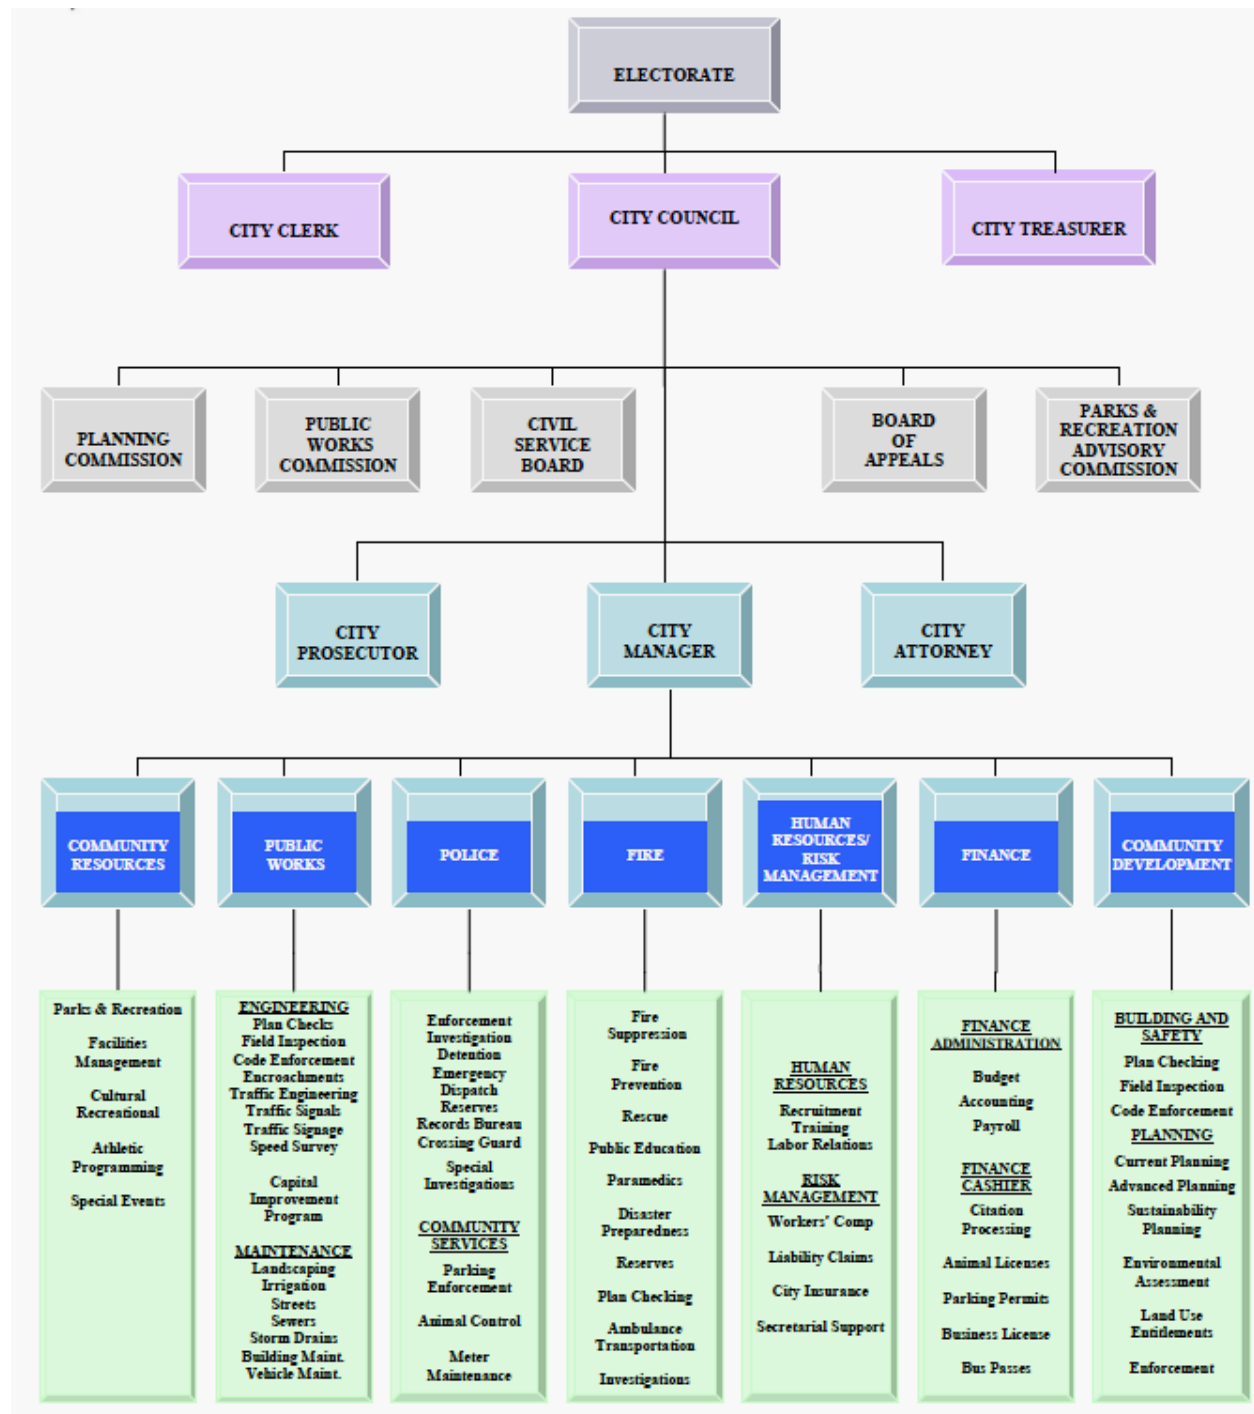 ELECTORATE
CITY CLERK
CITY COUNCIL
CITY TREASURER
PLANNING
COMMISSION
PUBLIC
WORKS
COMMISSION
CIVIL
SERVICE
BOARD
BOARD
OF
APPEALS
PARKS &
RECREATION
ADVISORY
COMMISSION
CITY
PROSECUTOR
CITY
MANAGER
CITY
ATTORNEY
COMMUNITY
RESOURCES
PUBLIC
WORKS
POLICE
FIRE
HUMAN
RESOURCES/
RISK
MANAGEMENT
FINANCE
COMMUNITY
DEVELOPMENT
Parks & Recreation
Facilities
Management
Cultural
Recreational
Athletic
Programming
Special Events
ENGINEERING
Plan Checks
Field Inspection
Code Enforcement
Encroachments
Traffic Engineering
Traffic Signals
Traffic Signage
Speed Survey
Capital
Improvement
Program
MAINTENANCE
Landscaping
Irrigation
Streets
Sewers
Storm Drains
Building Maint.
Vehicle Maint.
Enforcement
Investigation
Detention
Emergency
Dispatch
Reserves
Records Bureau
Crossing Guard
Special
Investigations
COMMUNITY
SERVICES
Parking
Enforcement
Animal Control
Meter
Maintenance
Fire
Suppression
Fire
Prevention
Rescue
Public Education
Paramedics
Disaster
Preparedness
Reserves
Plan Checking
Ambulance
Transportation
Investigations
HUMAN
RESOURCES
Recruitment
Training
Labor Relations
RISK
MANAGEMENT
Workers' Comp
Liability Claims
City Insurance
Secretarial Support
FINANCE
ADMINISTRATION
Budget
Accounting
Payroll
FINANCE
CASHIER
Citation
Processing
Animal Licenses
Parking Permits
Business License
Bus Passes
BUILDING AND
SAFETY
Plan Checking
Field Inspection
Code Enforcement
PLANNING
Current Planning
Advanced Planning
Sustainability
Planning
Environmental
Assessment
Land Use
Entitlements
Enforcement